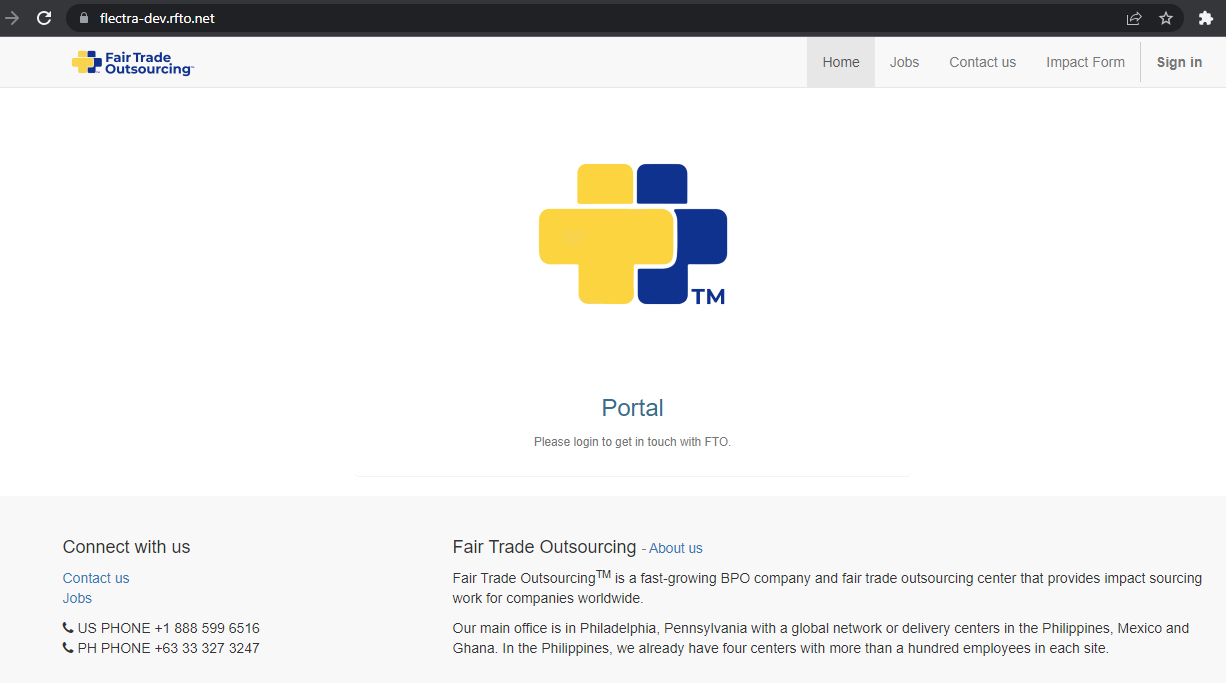 flectra-dev.rfto.net
Fair Trade
Outsourcing™
Home Jobs Contact us Impact Form Sign in
TM
Portal
Please login to get in touch with FTO.
Connect with us
Contact us
Jobs
US PHONE +1 888 599 6516
PH PHONE +63 33 327 3247
Fair Trade Outsourcing - About us
Fair Trade Outsourcing™ is a fast-growing BPO company and fair trade outsourcing center that provides impact sourcing
work for companies worldwide.
Our main office is in Philadelphia, Pennsylvania with a global network or delivery centers in the Philippines, Mexico and
Ghana. In the Philippines, we already have four centers with more than a hundred employees in each site.